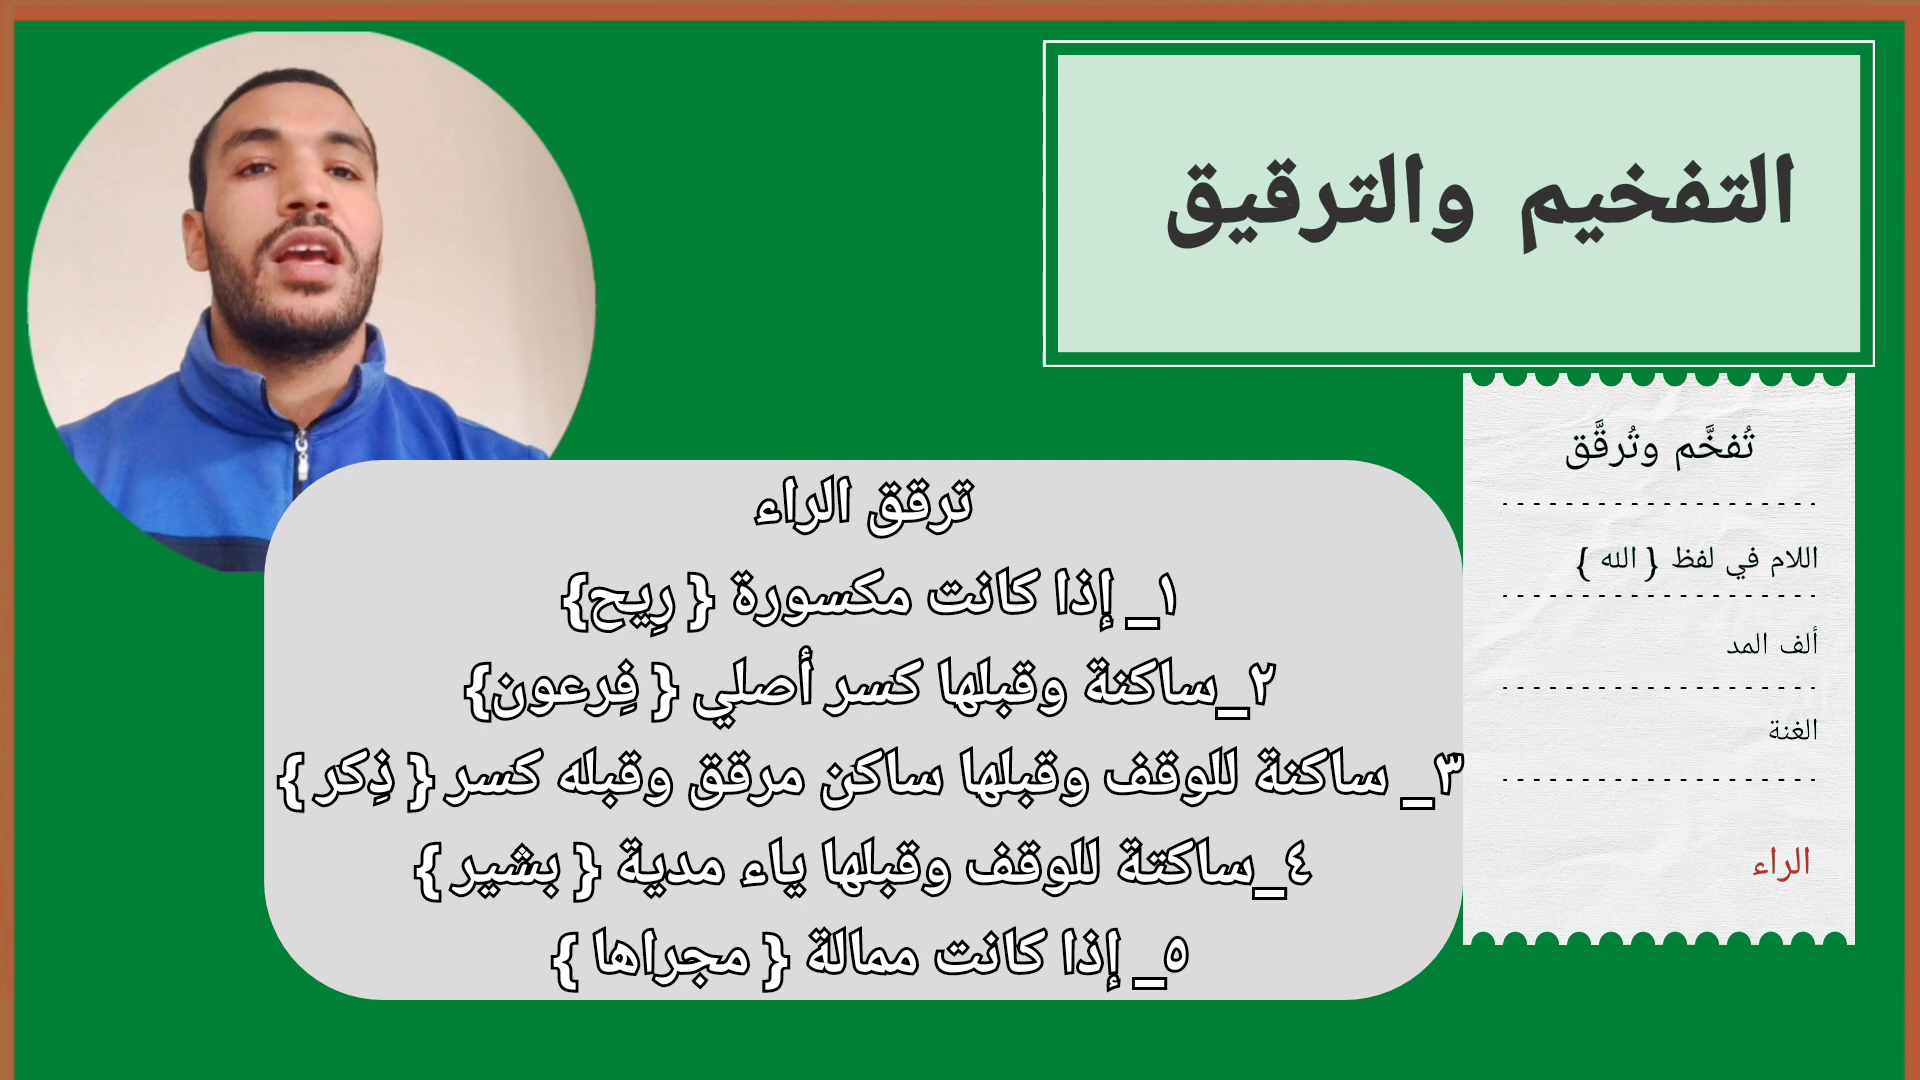 التفخيم والترقيق
تُفخَّم وتُرقَّق
اللام في لفظ { الله }
ألف المد
الغنة
الراء
ترقق الراء
١_ إذا كانت مكسورة { رِيح}
٢_ساكنة وقبلها كسر أصلي { فِرعون}
٣_ ساكنة للوقف وقبلها ساكن مرقق وقبله كسر { ذِكر }
٤_ساكتة للوقف وقبلها ياء مدية { بشير }
٥_ إذا كانت ممالة { مجراها }